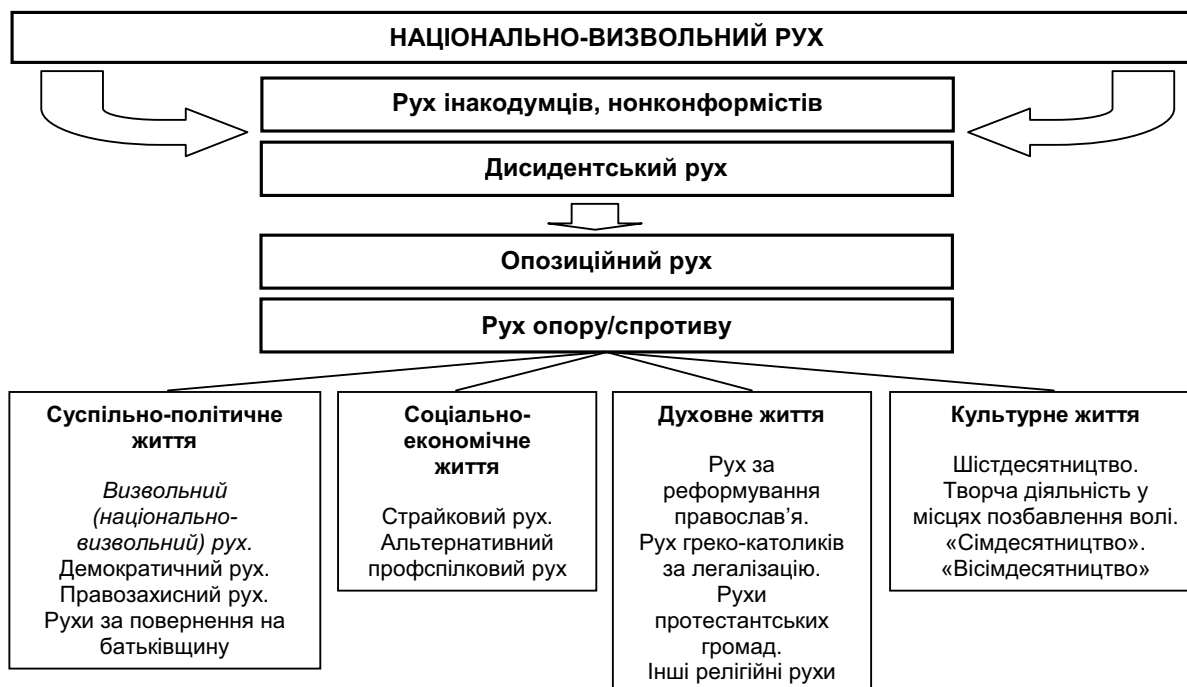 НАЦІОНАЛЬНО-ВИЗВОЛЬНИЙ РУХ
Рух інакодумців, нонконформістів
Дисидентський рух
Опозиційний рух
Рух опору/спротиву
Суспільно-політичне
життя
Визвольний
(національно-
визвольний) рух.
Демократичний рух.
Правозахисний рух.
Рухи за повернення на
батьківщину
Соціально-
економічне
життя
Страйковий рух.
Альтернативний
профспілковий рух
Духовне життя
Рух за
реформування
православ’я.
Рух греко-католиків
за легалізацію.
Рухи
протестантських
громад.
Інші релігійні рухи
Культурне життя
Шістдесятництво.
Творча діяльність у
місцях позбавлення волі.
«Сімдесятництво».
«Вісімдесятництво»